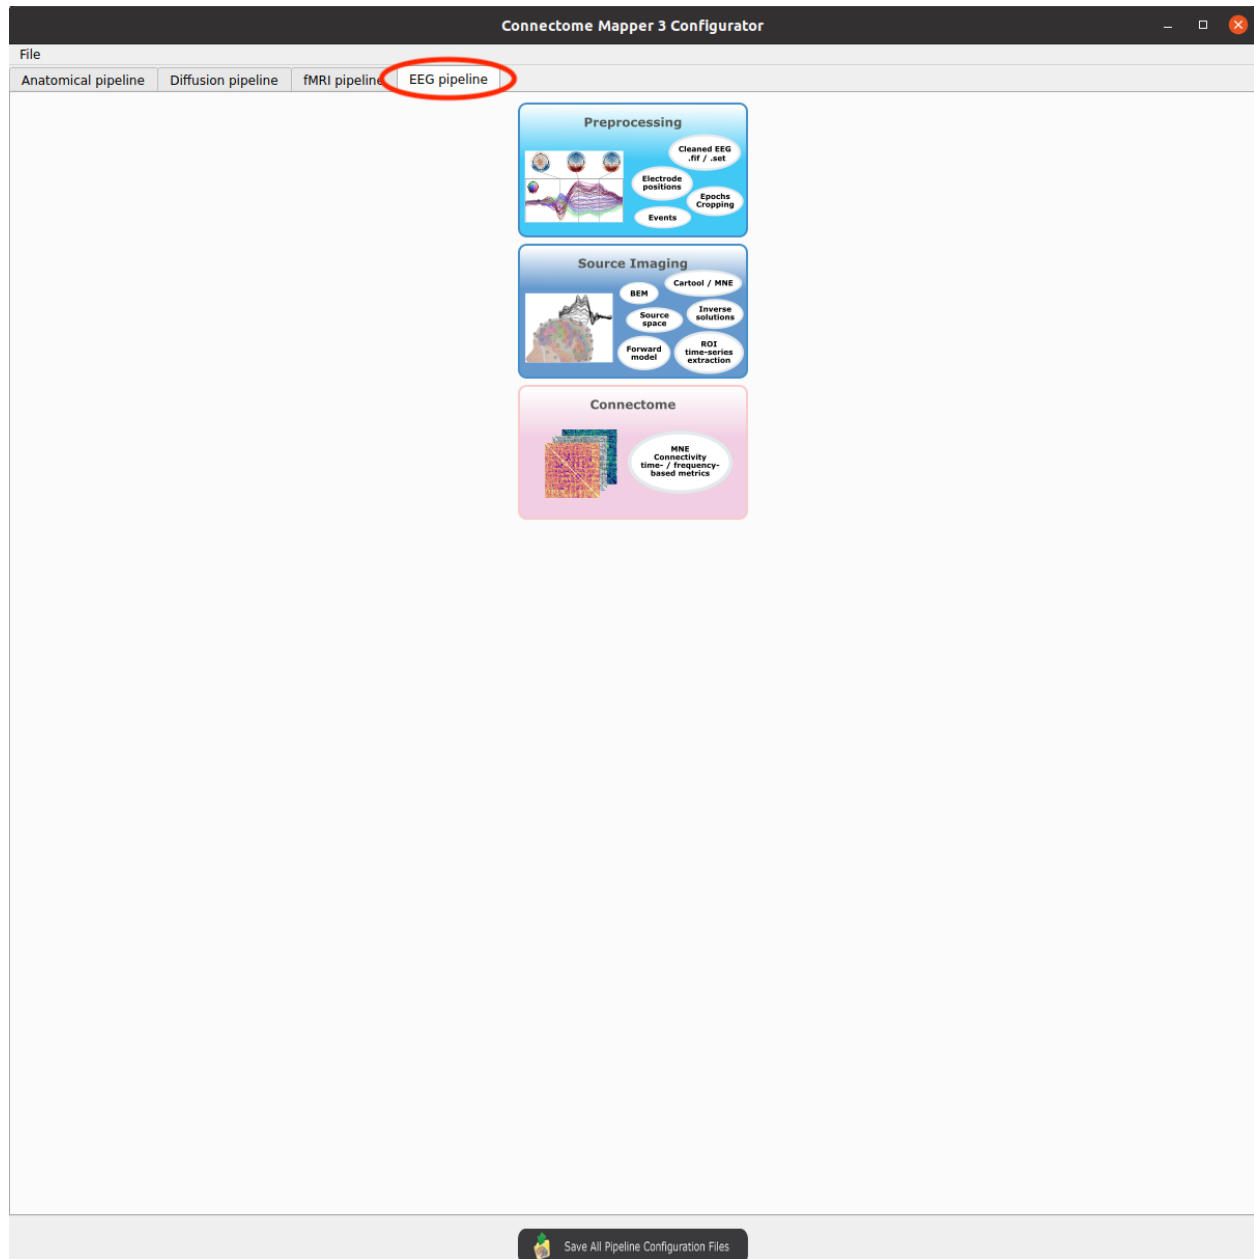 Connectome Mapper 3 Configurator
File
Anatomical pipeline
Diffusion pipeline
fMRI pipeline
EEG pipeline
Preprocessing
Cleaned EEG
.fif / .set
Electrode
positions
Epochs
Cropping
Events
Source Imaging
Cartool / MNE
BEM
Inverse
solutions
Source
space
Forward
model
ROI
time-series
extraction
Connectome
MNE
Connectivity
time- / frequency-
based metrics
Save All Pipeline Configuration Files